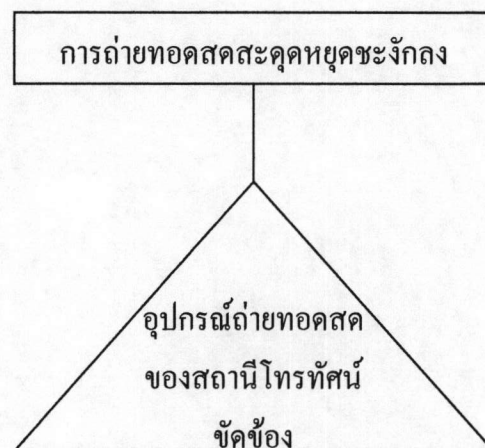 การถ่ายทอดสดสะดุดหยุดชะงักลง
อุปกรณ์ถ่ายทอดสด
ของสถานีโทรทัศน์
ขัดข้อง